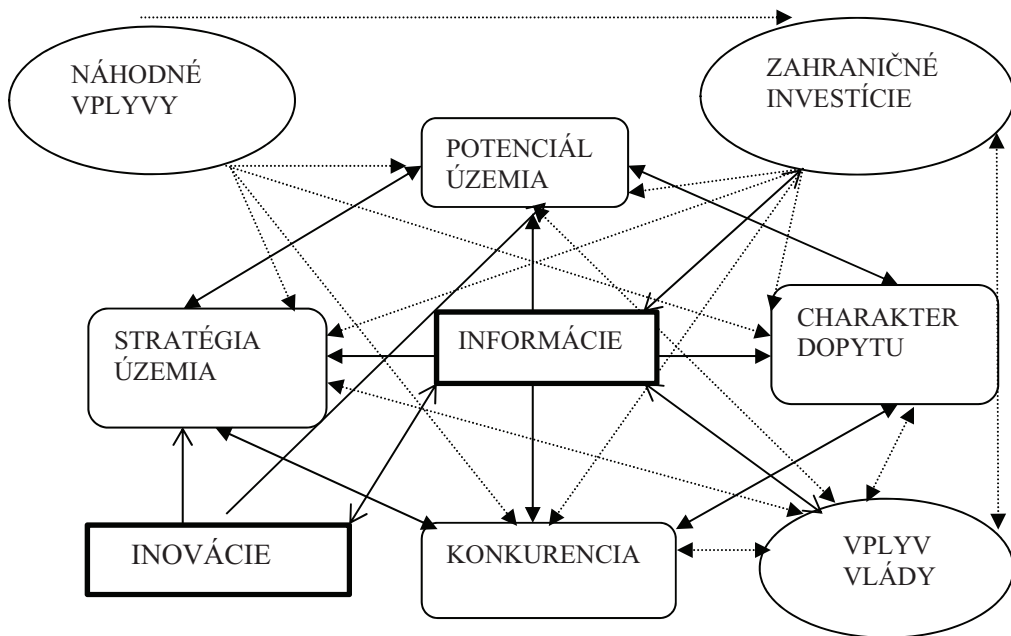 NÁHODNÉ
VPLYVY
ZAHRANIČNÉ
INVESTÍCIE
POTENCIÁL
ÚZEMIA
STRATÉGIA
ÚZEMIA
INFORMÁCIE
CHARAKTER
DOPYTU
INOVÁCIE
KONKURENCIA
VPLYV
VLÁDY